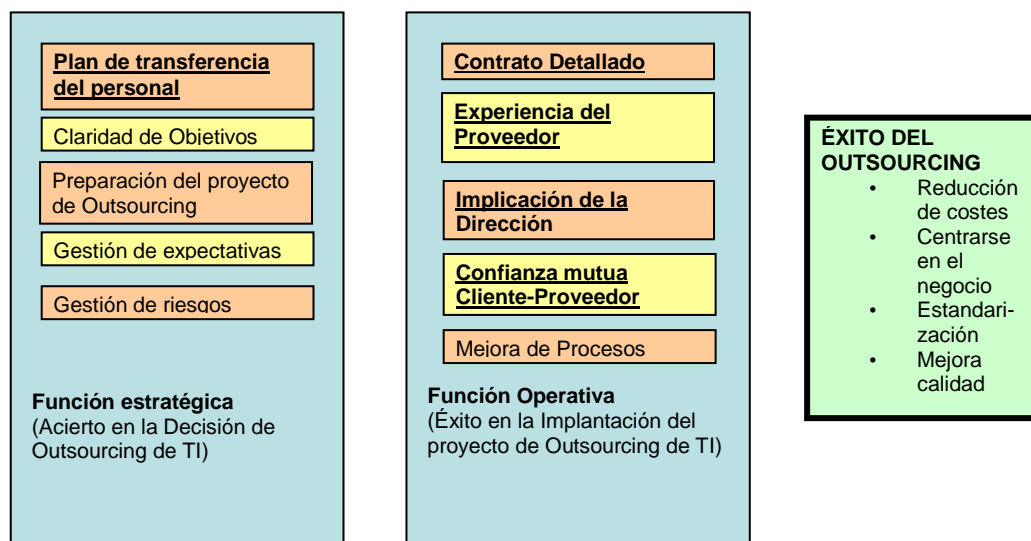 Plan de transferencia
del personal
Claridad de Objetivos
Preparación del proyecto
de Outsourcing
Gestión de expectativas
Gestión de riesgos
Función estratégica
(Acierto en la Decisión de
Outsourcing de TI)
Contrato Detallado
Experiencia del
Proveedor
Implicación de la
Dirección
Confianza mutua
Cliente-Proveedor
Mejora de Procesos
Función Operativa
(Éxito en la Implantación del
proyecto de Outsourcing de TI)
ÉXITO DEL
OUTSOURCING
• Reducción
de costes
• Centrarse
en el
negocio
• Estandari-
zación
• Mejora
calidad